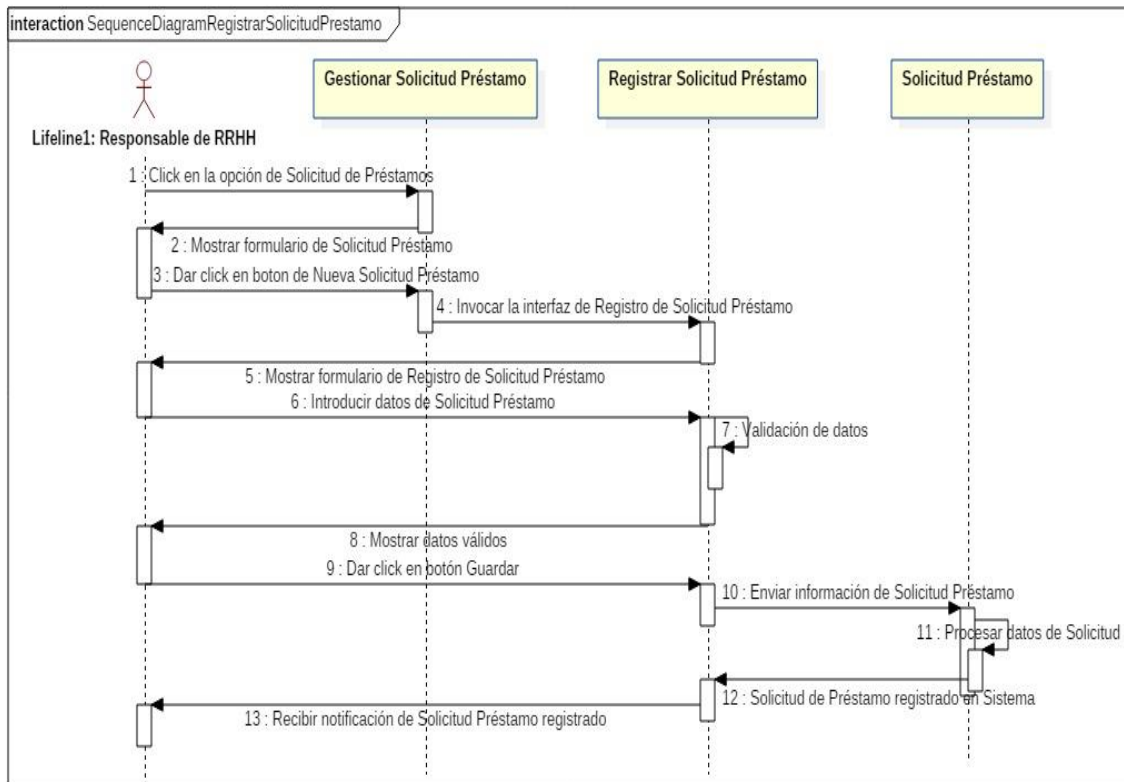 interaction SequenceDiagramRegistrarSolicitudPrestamo
Gestionar Solicitud Préstamo
Registrar Solicitud Préstamo
Solicitud Préstamo
Lifeline1: Responsable de RRHH
1 : Click en la opción de Solicitud de Préstamos
2 : Mostrar formulario de Solicitud Préstamo
3 : Dar click en boton de Nueva Solicitud Préstamo
4 : Invocar la interfaz de Registro de Solicitud Préstamo
5 : Mostrar formulario de Registro de Solicitud Préstamo
6 : Introducir datos de Solicitud Préstamo
7 : Validación de datos
8 : Mostrar datos válidos
9 : Dar click en botón Guardar
10 : Enviar información de Solicitud Préstamo
11 : Procesar datos de Solicitud
12 : Solicitud de Préstamo registrado en Sistema
13 : Recibir notificación de Solicitud Préstamo registrado